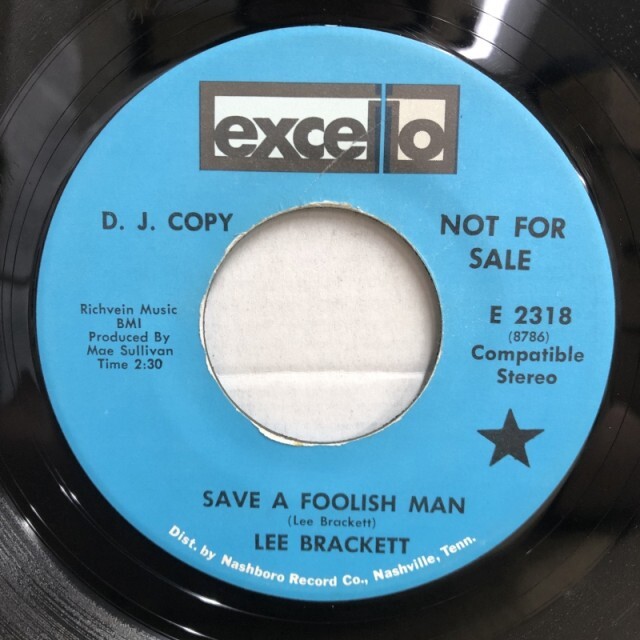 excello
D. J. COPY
NOT FOR
SALE
Richvein Music
BMI
Produced By
Mae Sullivan
Time 2:30
E 2318
(8786)
Compatible
Stereo
SAVE A FOOLISH MAN
(Lee Brackett)
LEE BRACKETT
Dist. by Nashboro Record Co., Nashville, Tenn.